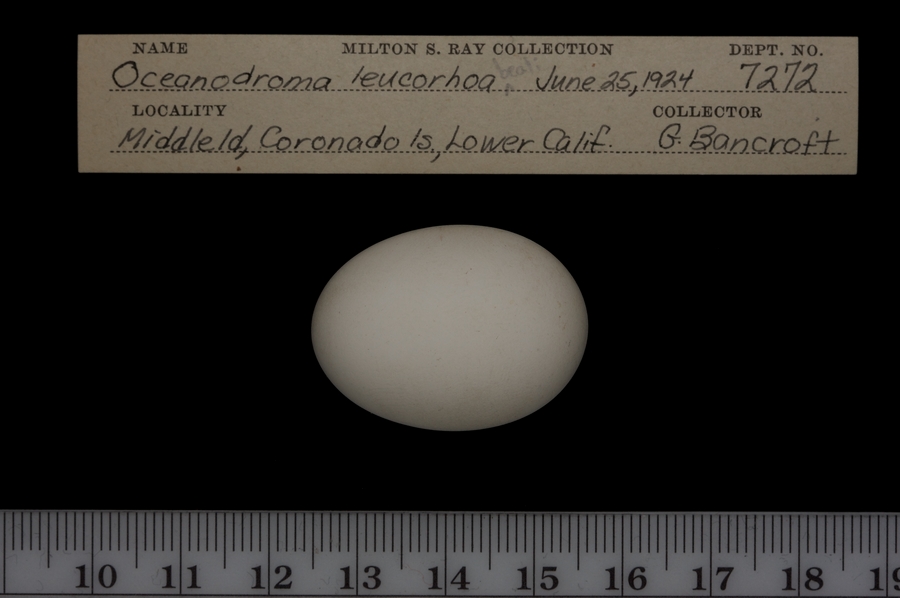 NAME MILTON S. RAY COLLECTION DEPT. NO.
Oceanodroma leucorhoa beali June 25, 1924 7272
LOCALITY COLLECTOR
Middle Id, Coronado Is, Lower Calif. G. Bancroft
10 11 12 13 14 15 16 17 18 19